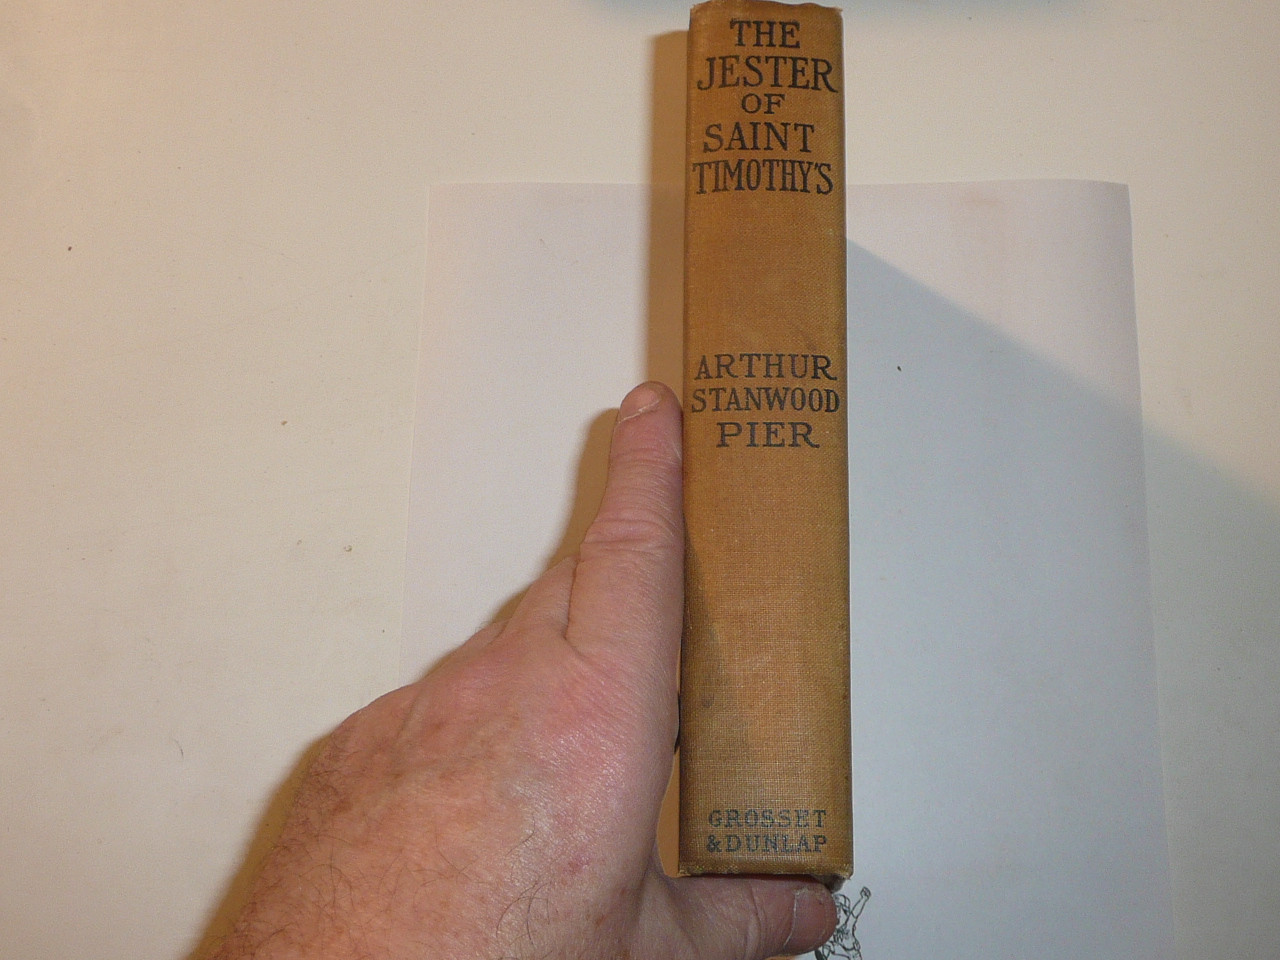 THE
JESTER
OF
SAINT
TIMOTHY'S
ARTHUR
STANWOOD
PIER
GROSSET
& DUNLAP